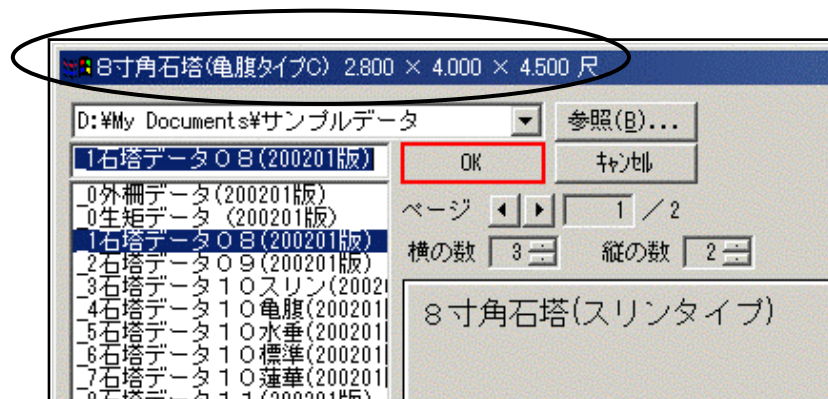 8寸角石塔(亀腹タイプC) 2.800 × 4.000 × 4.500 尺
D:¥My Documents¥サンプルデータ
参照(B)...
_1石塔データ08(200201版)
OK
キャンセル
_0外柵データ(200201版)
_0生矩データ (200201版)
_1石塔データ08(200201版)
_2石塔データ09(200201版)
_3石塔データ10スリン(2002
_4石塔データ10亀腹(200201
_5石塔データ10水垂(200201
_6石塔データ10標準(200201
_7石塔データ10蓮華(200201
ページ 1 / 2
横の数 3 縦の数 2
8寸角石塔(スリンタイプ)